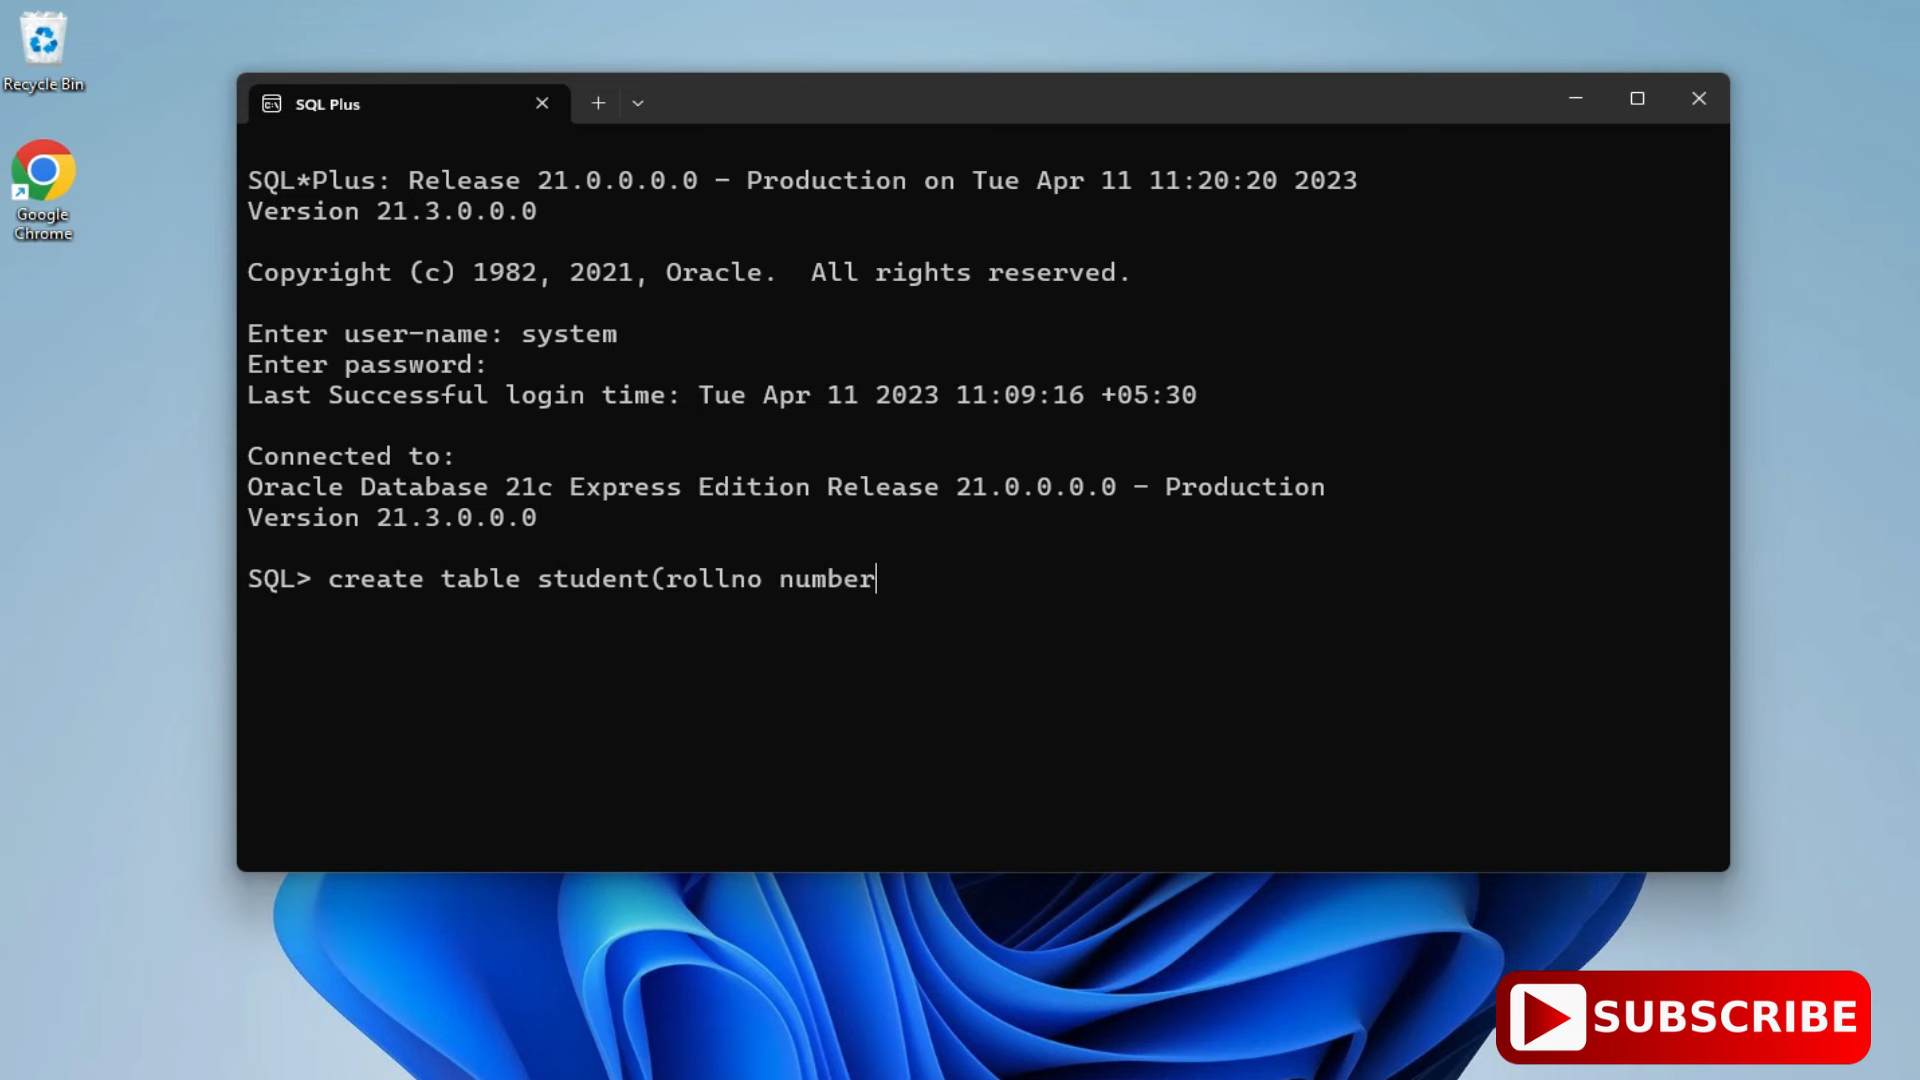 Recycle Bin
Google
Chrome
SQL Plus
SQL*Plus: Release 21.0.0.0.0 - Production on Tue Apr 11 11:20:20 2023
Version 21.3.0.0.0
Copyright (c) 1982, 2021, Oracle.  All rights reserved.
Enter user-name: system
Enter password:
Last Successful login time: Tue Apr 11 2023 11:09:16 +05:30
Connected to:
Oracle Database 21c Express Edition Release 21.0.0.0.0 - Production
Version 21.3.0.0.0
SQL> create table student(rollno number
SUBSCRIBE